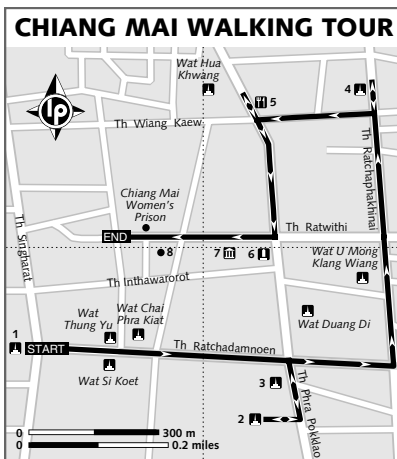 CHIANG MAI WALKING TOUR
Wat Hua
Khwang
4
5
lp
Th Wiang Kaew
Th Ratchaphakhinai
Chiang Mai
Women's
Prison
Th Singharat
END
Th Ratwithi
8
7
6
Wat U Mong
Klang Wiang
Th Inthawarorot
Wat
Thung Yu
Wat Chai
Phra Kiat
Wat Duang Di
1
START
Th Ratchadamnoen
Wat Si Koet
3
Th Phra Pokklao
2
0 300 m
0 0.2 miles